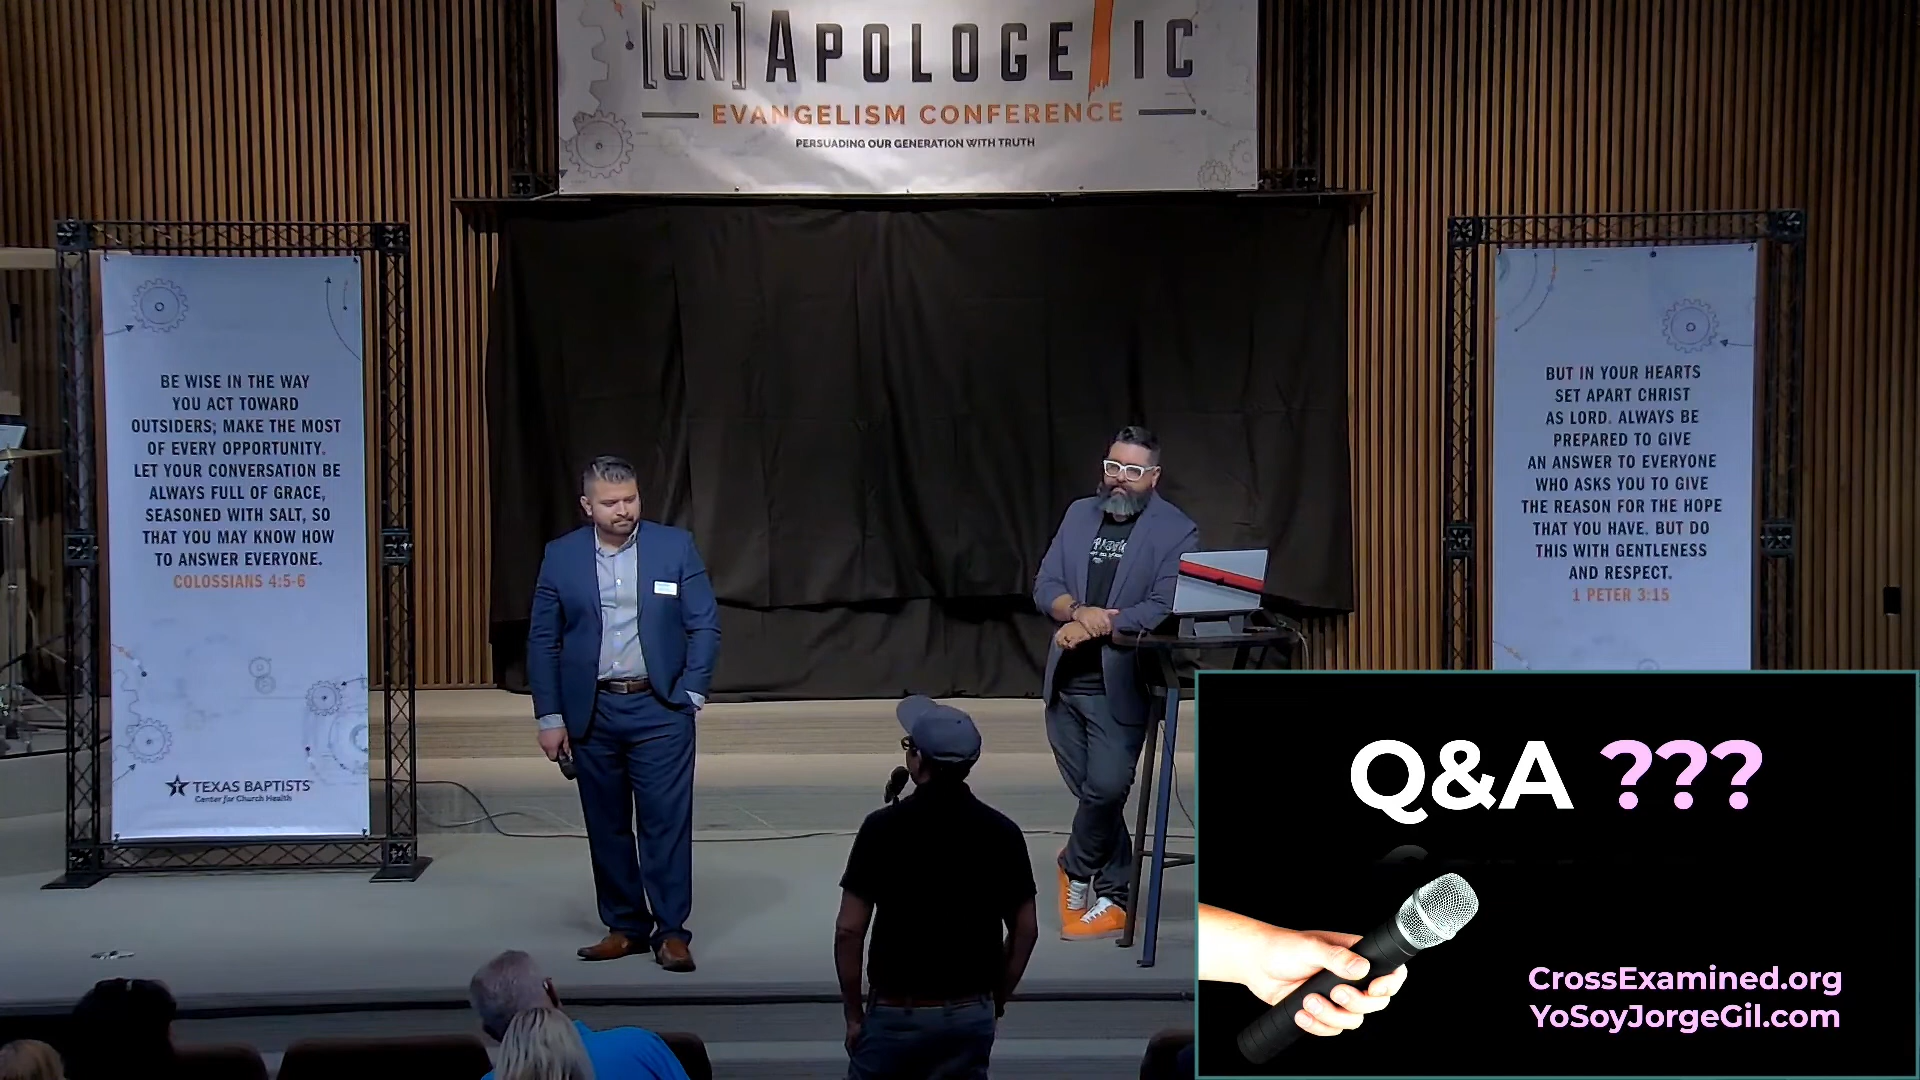 [UN]APOLOGETIC
EVANGELISM CONFERENCE
PERSUADING OUR GENERATION WITH TRUTH
BE WISE IN THE WAY
YOU ACT TOWARD
OUTSIDERS; MAKE THE MOST
OF EVERY OPPORTUNITY.
LET YOUR CONVERSATION BE
ALWAYS FULL OF GRACE,
SEASONED WITH SALT, SO
THAT YOU MAY KNOW HOW
TO ANSWER EVERYONE.
COLOSSIANS 4:5-6
TEXAS BAPTISTS
Center for Church Health
BUT IN YOUR HEARTS
SET APART CHRIST
AS LORD. ALWAYS BE
PREPARED TO GIVE
AN ANSWER TO EVERYONE
WHO ASKS YOU TO GIVE
THE REASON FOR THE HOPE
THAT YOU HAVE. BUT DO
THIS WITH GENTLENESS
AND RESPECT.
1 PETER 3:15
Q&A ???
CrossExamined.org
YoSoyJorgeGil.com